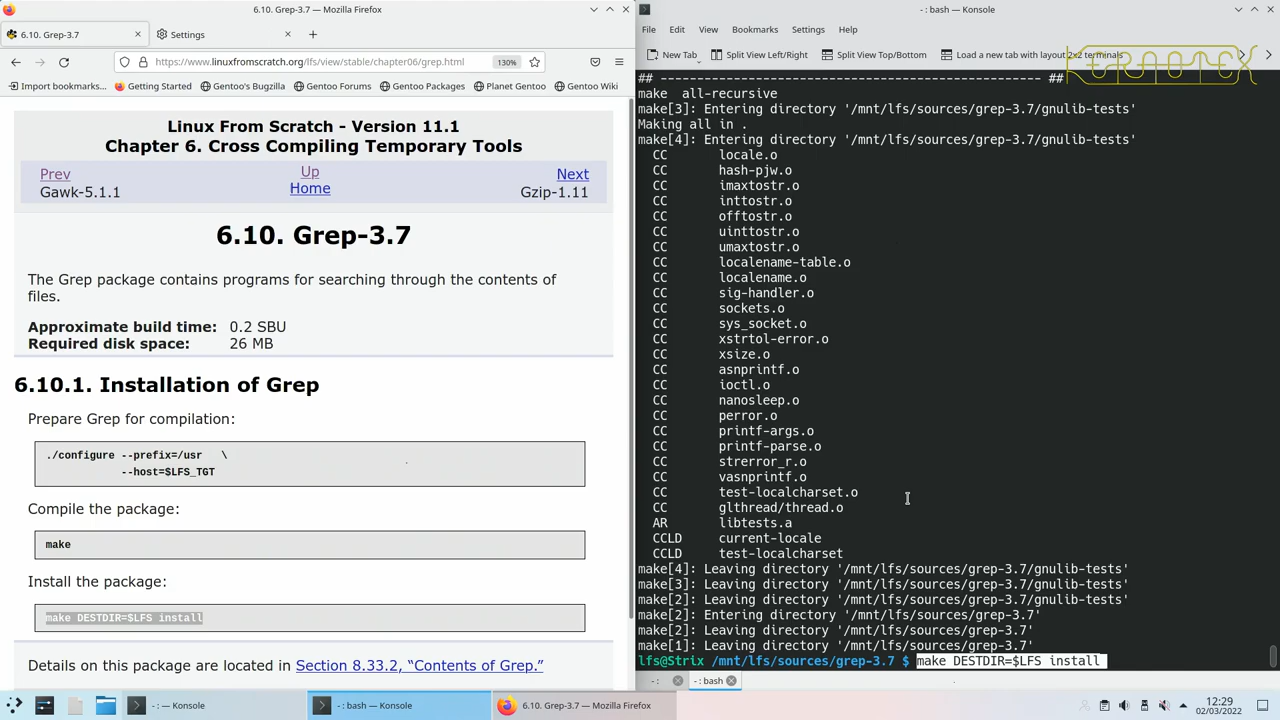 6.10. Grep-3.7 — Mozilla Firefox
6.10. Grep-3.7
Settings
https://www.linuxfromscratch.org/lfs/view/stable/chapter06/grep.html
130%
Import bookmarks...
Getting Started
Gentoo's Bugzilla
Gentoo Forums
Gentoo Packages
Planet Gentoo
Gentoo Wiki
Linux From Scratch - Version 11.1
Chapter 6. Cross Compiling Temporary Tools
Prev
Up
Next
Gawk-5.1.1
Home
Gzip-1.11
6.10. Grep-3.7
The Grep package contains programs for searching through the contents of
files.
Approximate build time: 0.2 SBU
Required disk space: 26 MB
6.10.1. Installation of Grep
Prepare Grep for compilation:
./configure --prefix=/usr \
--host=$LFS_TGT
Compile the package:
make
Install the package:
make DESTDIR=$LFS install
Details on this package are located in Section 8.33.2, “Contents of Grep.”
- : bash — Konsole
File Edit View Bookmarks Settings Help
New Tab
Split View Left/Right
Split View Top/Bottom
Load a new tab with layout 2x2 terminals
KERNOTEX
## --------------------------------------------------- ##
make  all-recursive
make[3]: Entering directory '/mnt/lfs/sources/grep-3.7/gnulib-tests'
Making all in .
make[4]: Entering directory '/mnt/lfs/sources/grep-3.7/gnulib-tests'
CC locale.o
CC hash-pjw.o
CC imaxtostr.o
CC inttostr.o
CC offtostr.o
CC uinttostr.o
CC umaxtostr.o
CC localename-table.o
CC localename.o
CC sig-handler.o
CC sockets.o
CC sys_socket.o
CC xstrtol-error.o
CC xsize.o
CC asnprintf.o
CC ioctl.o
CC nanosleep.o
CC perror.o
CC printf-args.o
CC printf-parse.o
CC strerror_r.o
CC vasnprintf.o
CC test-localcharset.o
CC glthread/thread.o
AR libtests.a
CCLD current-locale
CCLD test-localcharset
make[4]: Leaving directory '/mnt/lfs/sources/grep-3.7/gnulib-tests'
make[3]: Leaving directory '/mnt/lfs/sources/grep-3.7/gnulib-tests'
make[2]: Leaving directory '/mnt/lfs/sources/grep-3.7/gnulib-tests'
make[2]: Entering directory '/mnt/lfs/sources/grep-3.7'
make[2]: Leaving directory '/mnt/lfs/sources/grep-3.7'
make[1]: Leaving directory '/mnt/lfs/sources/grep-3.7'
lfs@Strix /mnt/lfs/sources/grep-3.7 $ make DESTDIR=$LFS install
- :
- : bash
- : — Konsole
- : bash — Konsole
6.10. Grep-3.7 — Mozilla Firefox
12:29
02/03/2022